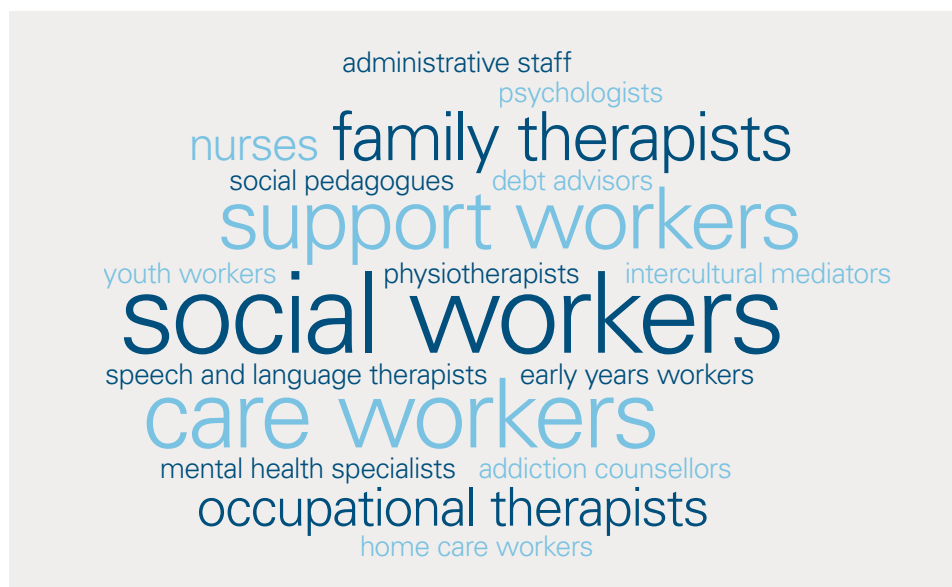 administrative staff
psychologists
nurses family therapists
social pedagogues debt advisors
support workers
youth workers physiotherapists intercultural mediators
social workers
speech and language therapists early years workers
care workers
mental health specialists addiction counsellors
occupational therapists
home care workers